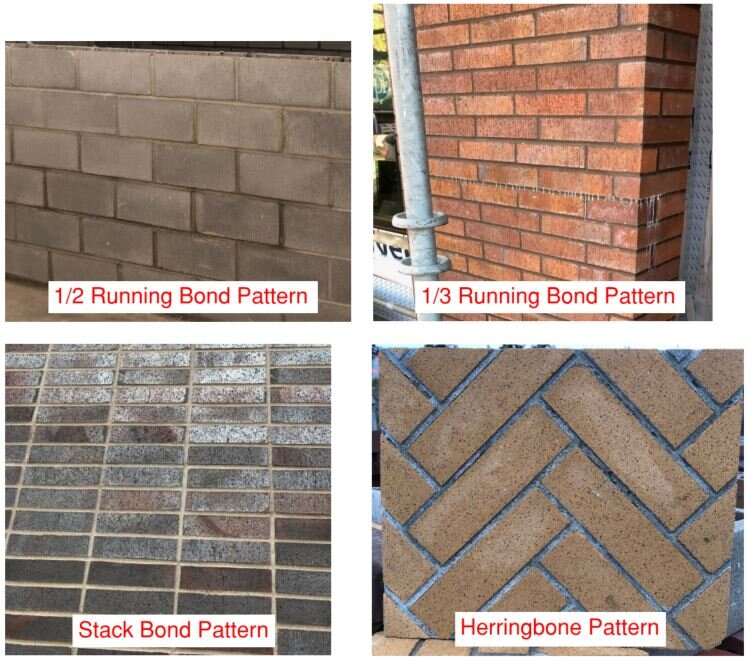 1/2 Running Bond Pattern
1/3 Running Bond Pattern
Stack Bond Pattern
Herringbone Pattern